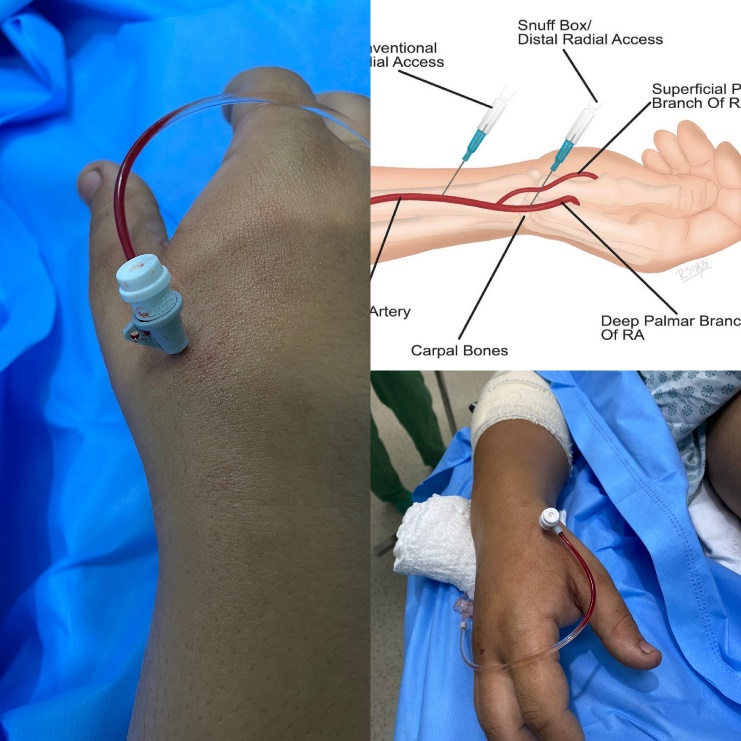 Snuff Box/
Distal Radial Access
nventional
dial Access
Superficial P
Branch Of R
Artery
Deep Palmar Branc
Of RA
Carpal Bones